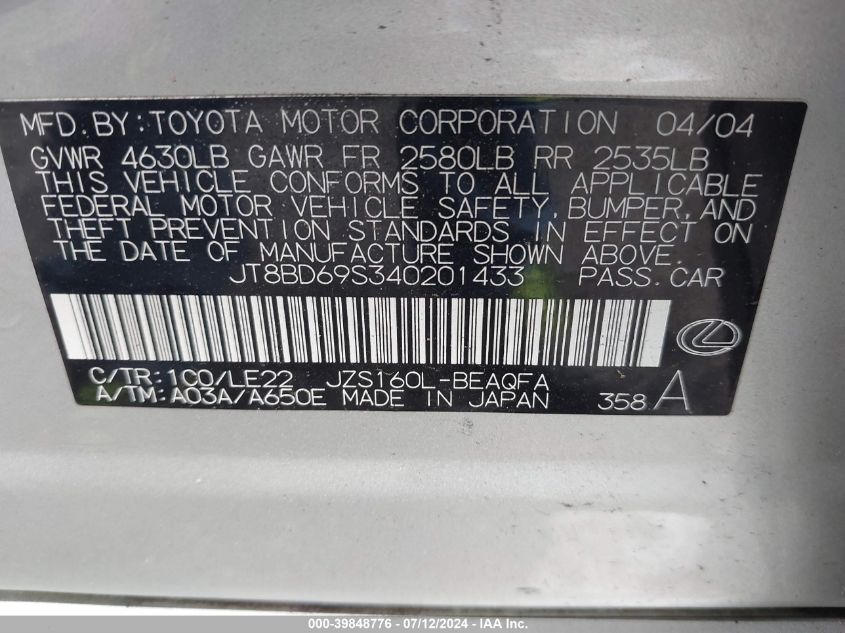 MFD. BY: TOYOTA MOTOR CORPORATION 04/04
GVWR 4630LB GAWR FR 2580LB RR 2535LB
THIS VEHICLE CONFORMS TO ALL APPLICABLE
FEDERAL MOTOR VEHICLE SAFETY, BUMPER, AND
THEFT PREVENTION STANDARDS IN EFFECT ON
THE DATE OF MANUFACTURE SHOWN ABOVE.
JT8BD69S340201433 PASS. CAR
C/TR: 1C0/LE22 JZS160L-BEAQFA
A/TM: A03A/A650E MADE IN JAPAN 358 A
000-39848776 - 07/12/2024 - IAA Inc.